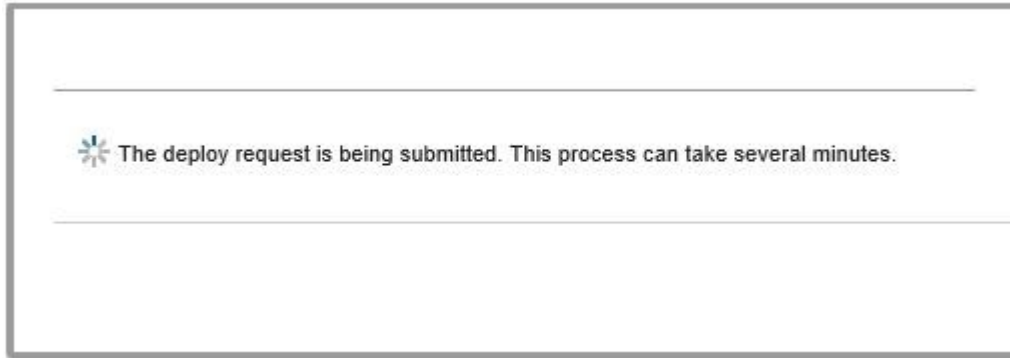 The deploy request is being submitted. This process can take several minutes.